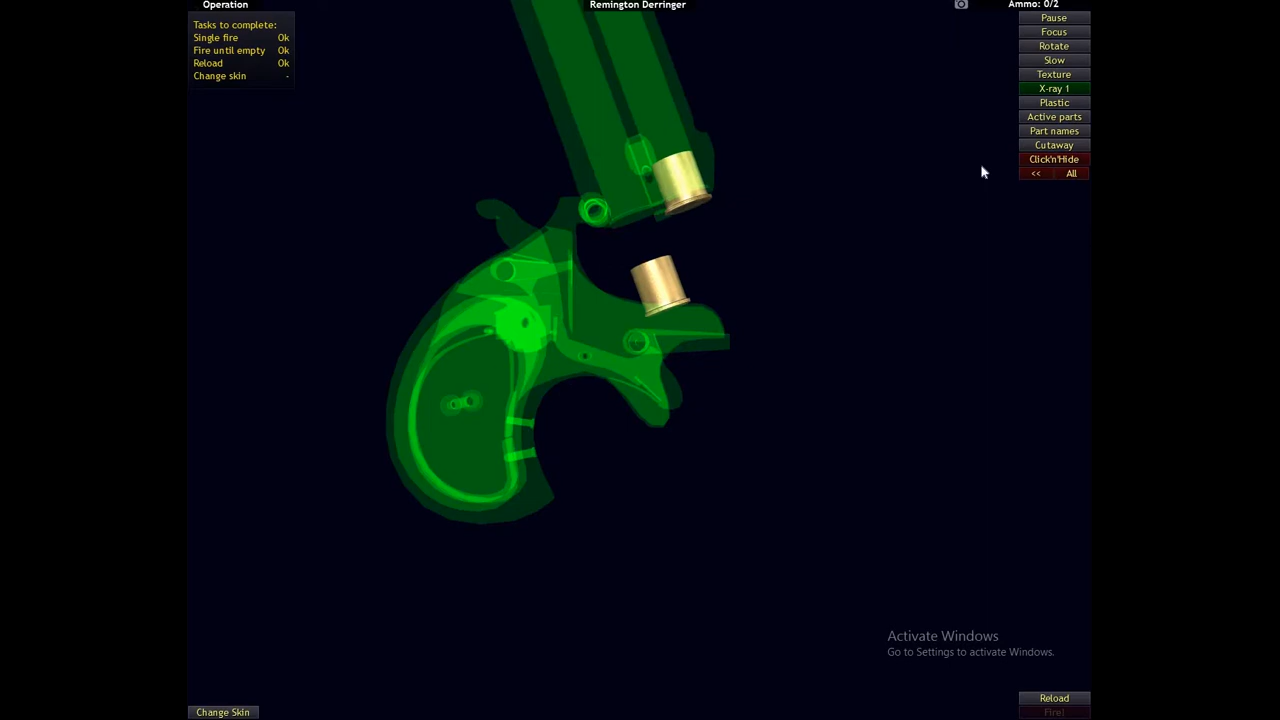 Operation
Remington Derringer
Ammo: 0/2
Tasks to complete:
Single fire Ok
Fire until empty Ok
Reload Ok
Change skin -
Pause
Focus
Rotate
Slow
Texture
X-ray 1
Plastic
Active parts
Part names
Cutaway
Click'n'Hide
<< All
Activate Windows
Go to Settings to activate Windows.
Reload
Change Skin
Fire!